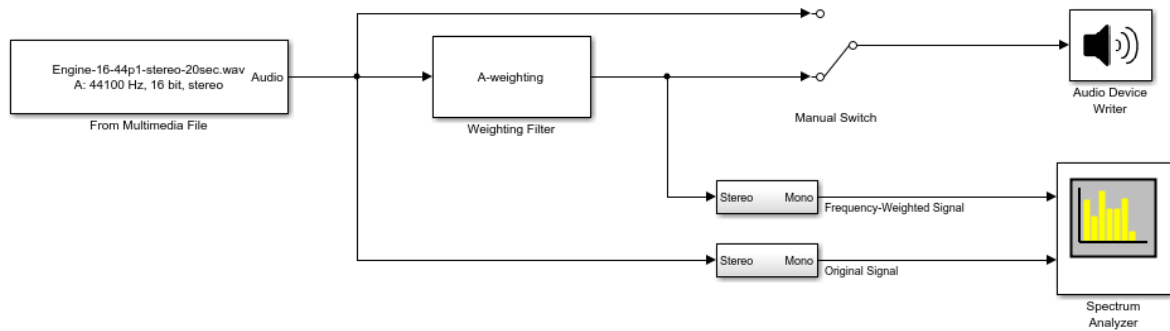 Engine-16-44p1-stereo-20sec.wav
A: 44100 Hz, 16 bit, stereo
Audio
From Multimedia File
A-weighting
Weighting Filter
Manual Switch
Audio Device
Writer
Stereo
Mono
Frequency-Weighted Signal
Stereo
Mono
Original Signal
Spectrum
Analyzer